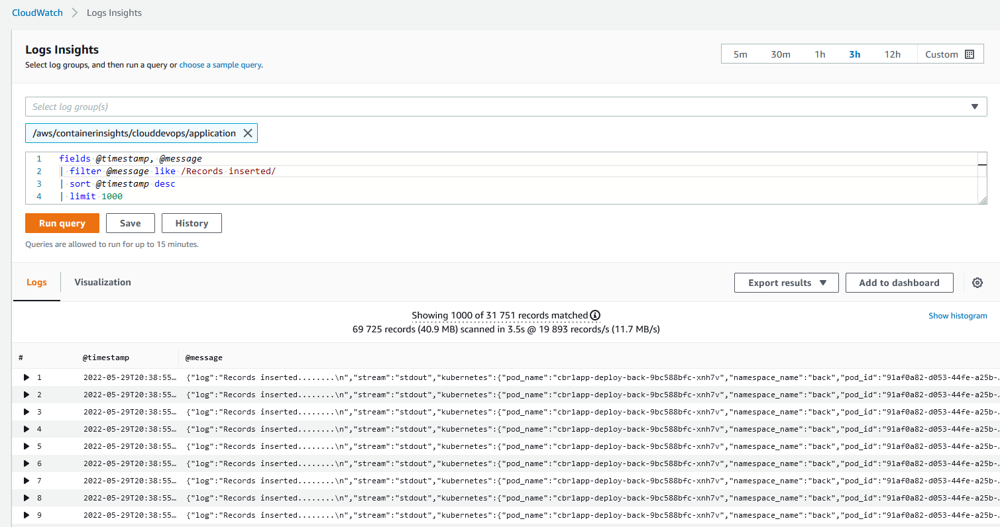 CloudWatch > Logs Insights
Logs Insights
Select log groups, and then run a query or choose a sample query.
5m 30m 1h 3h 12h Custom
Select log group(s)
/aws/containerinsights/clouddevops/application
1 fields @timestamp, @message
2 | filter @message like /Records inserted/
3 | sort @timestamp desc
4 | limit 1000
Run query Save History
Queries are allowed to run for up to 15 minutes.
Logs Visualization Export results Add to dashboard
Showing 1000 of 31 751 records matched
Show histogram
69 725 records (40.9 MB) scanned in 3.5s @ 19 893 records/s (11.7 MB/s)
# @timestamp @message
1 2022-05-29T20:38:55… {"log":"Records inserted........\n","stream":"stdout","kubernetes":{"pod_name":"cbr1app-deploy-back-9bc588bfc-xnh7v","namespace_name":"back","pod_id":"91af0a82-d053-44fe-a25b-…
2 2022-05-29T20:38:55… {"log":"Records inserted........\n","stream":"stdout","kubernetes":{"pod_name":"cbr1app-deploy-back-9bc588bfc-xnh7v","namespace_name":"back","pod_id":"91af0a82-d053-44fe-a25b-…
3 2022-05-29T20:38:55… {"log":"Records inserted........\n","stream":"stdout","kubernetes":{"pod_name":"cbr1app-deploy-back-9bc588bfc-xnh7v","namespace_name":"back","pod_id":"91af0a82-d053-44fe-a25b-…
4 2022-05-29T20:38:55… {"log":"Records inserted........\n","stream":"stdout","kubernetes":{"pod_name":"cbr1app-deploy-back-9bc588bfc-xnh7v","namespace_name":"back","pod_id":"91af0a82-d053-44fe-a25b-…
5 2022-05-29T20:38:55… {"log":"Records inserted........\n","stream":"stdout","kubernetes":{"pod_name":"cbr1app-deploy-back-9bc588bfc-xnh7v","namespace_name":"back","pod_id":"91af0a82-d053-44fe-a25b-…
6 2022-05-29T20:38:55… {"log":"Records inserted........\n","stream":"stdout","kubernetes":{"pod_name":"cbr1app-deploy-back-9bc588bfc-xnh7v","namespace_name":"back","pod_id":"91af0a82-d053-44fe-a25b-…
7 2022-05-29T20:38:55… {"log":"Records inserted........\n","stream":"stdout","kubernetes":{"pod_name":"cbr1app-deploy-back-9bc588bfc-xnh7v","namespace_name":"back","pod_id":"91af0a82-d053-44fe-a25b-…
8 2022-05-29T20:38:55… {"log":"Records inserted........\n","stream":"stdout","kubernetes":{"pod_name":"cbr1app-deploy-back-9bc588bfc-xnh7v","namespace_name":"back","pod_id":"91af0a82-d053-44fe-a25b-…
9 2022-05-29T20:38:55… {"log":"Records inserted........\n","stream":"stdout","kubernetes":{"pod_name":"cbr1app-deploy-back-9bc588bfc-xnh7v","namespace_name":"back","pod_id":"91af0a82-d053-44fe-a25b-…